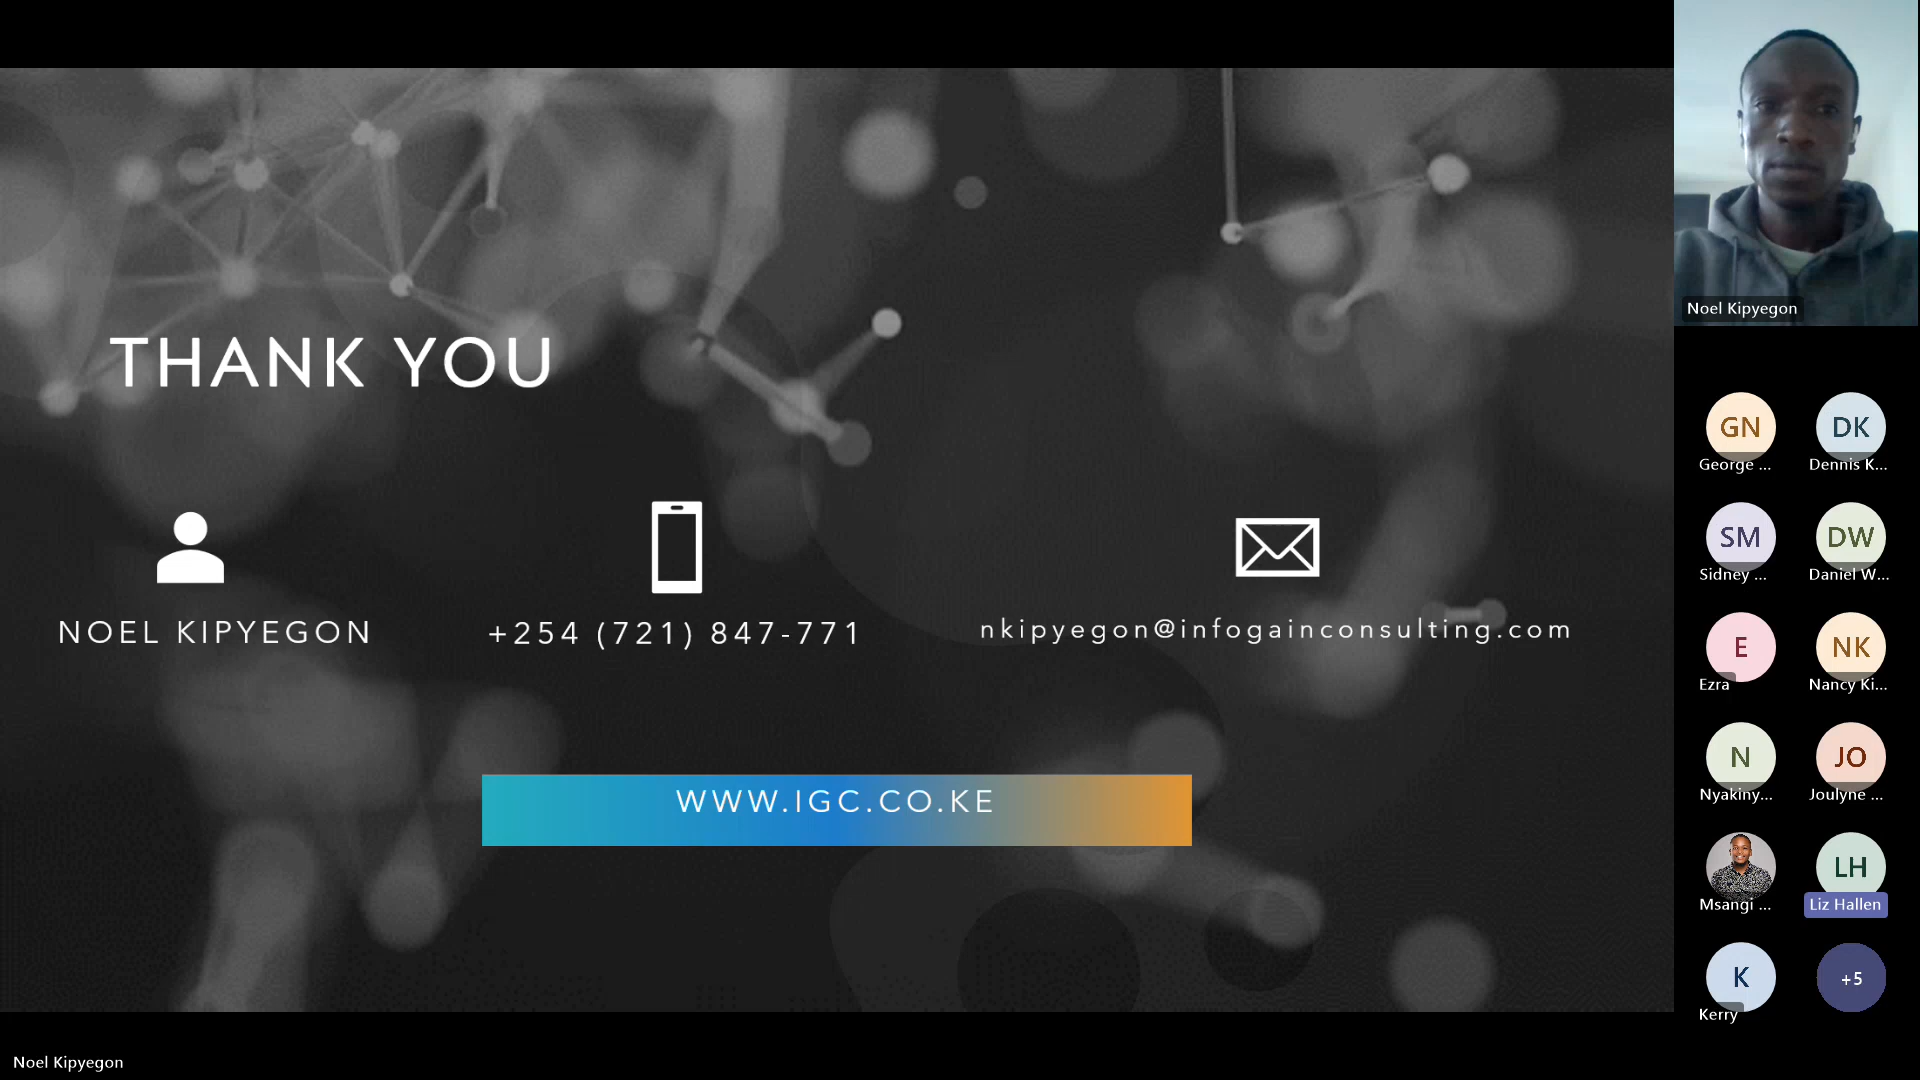 THANK YOU
NOEL KIPYEGON
+254 (721) 847-771
nkipyegon@infogainconsulting.com
WWW.IGC.CO.KE
Noel Kipyegon
Noel Kipyegon
GN
George ...
DK
Dennis K...
SM
Sidney ...
DW
Daniel W...
E
Ezra
NK
Nancy Ki...
N
Nyakiny...
JO
Joulyne ...
Msangi ...
LH
Liz Hallen
K
Kerry
+5